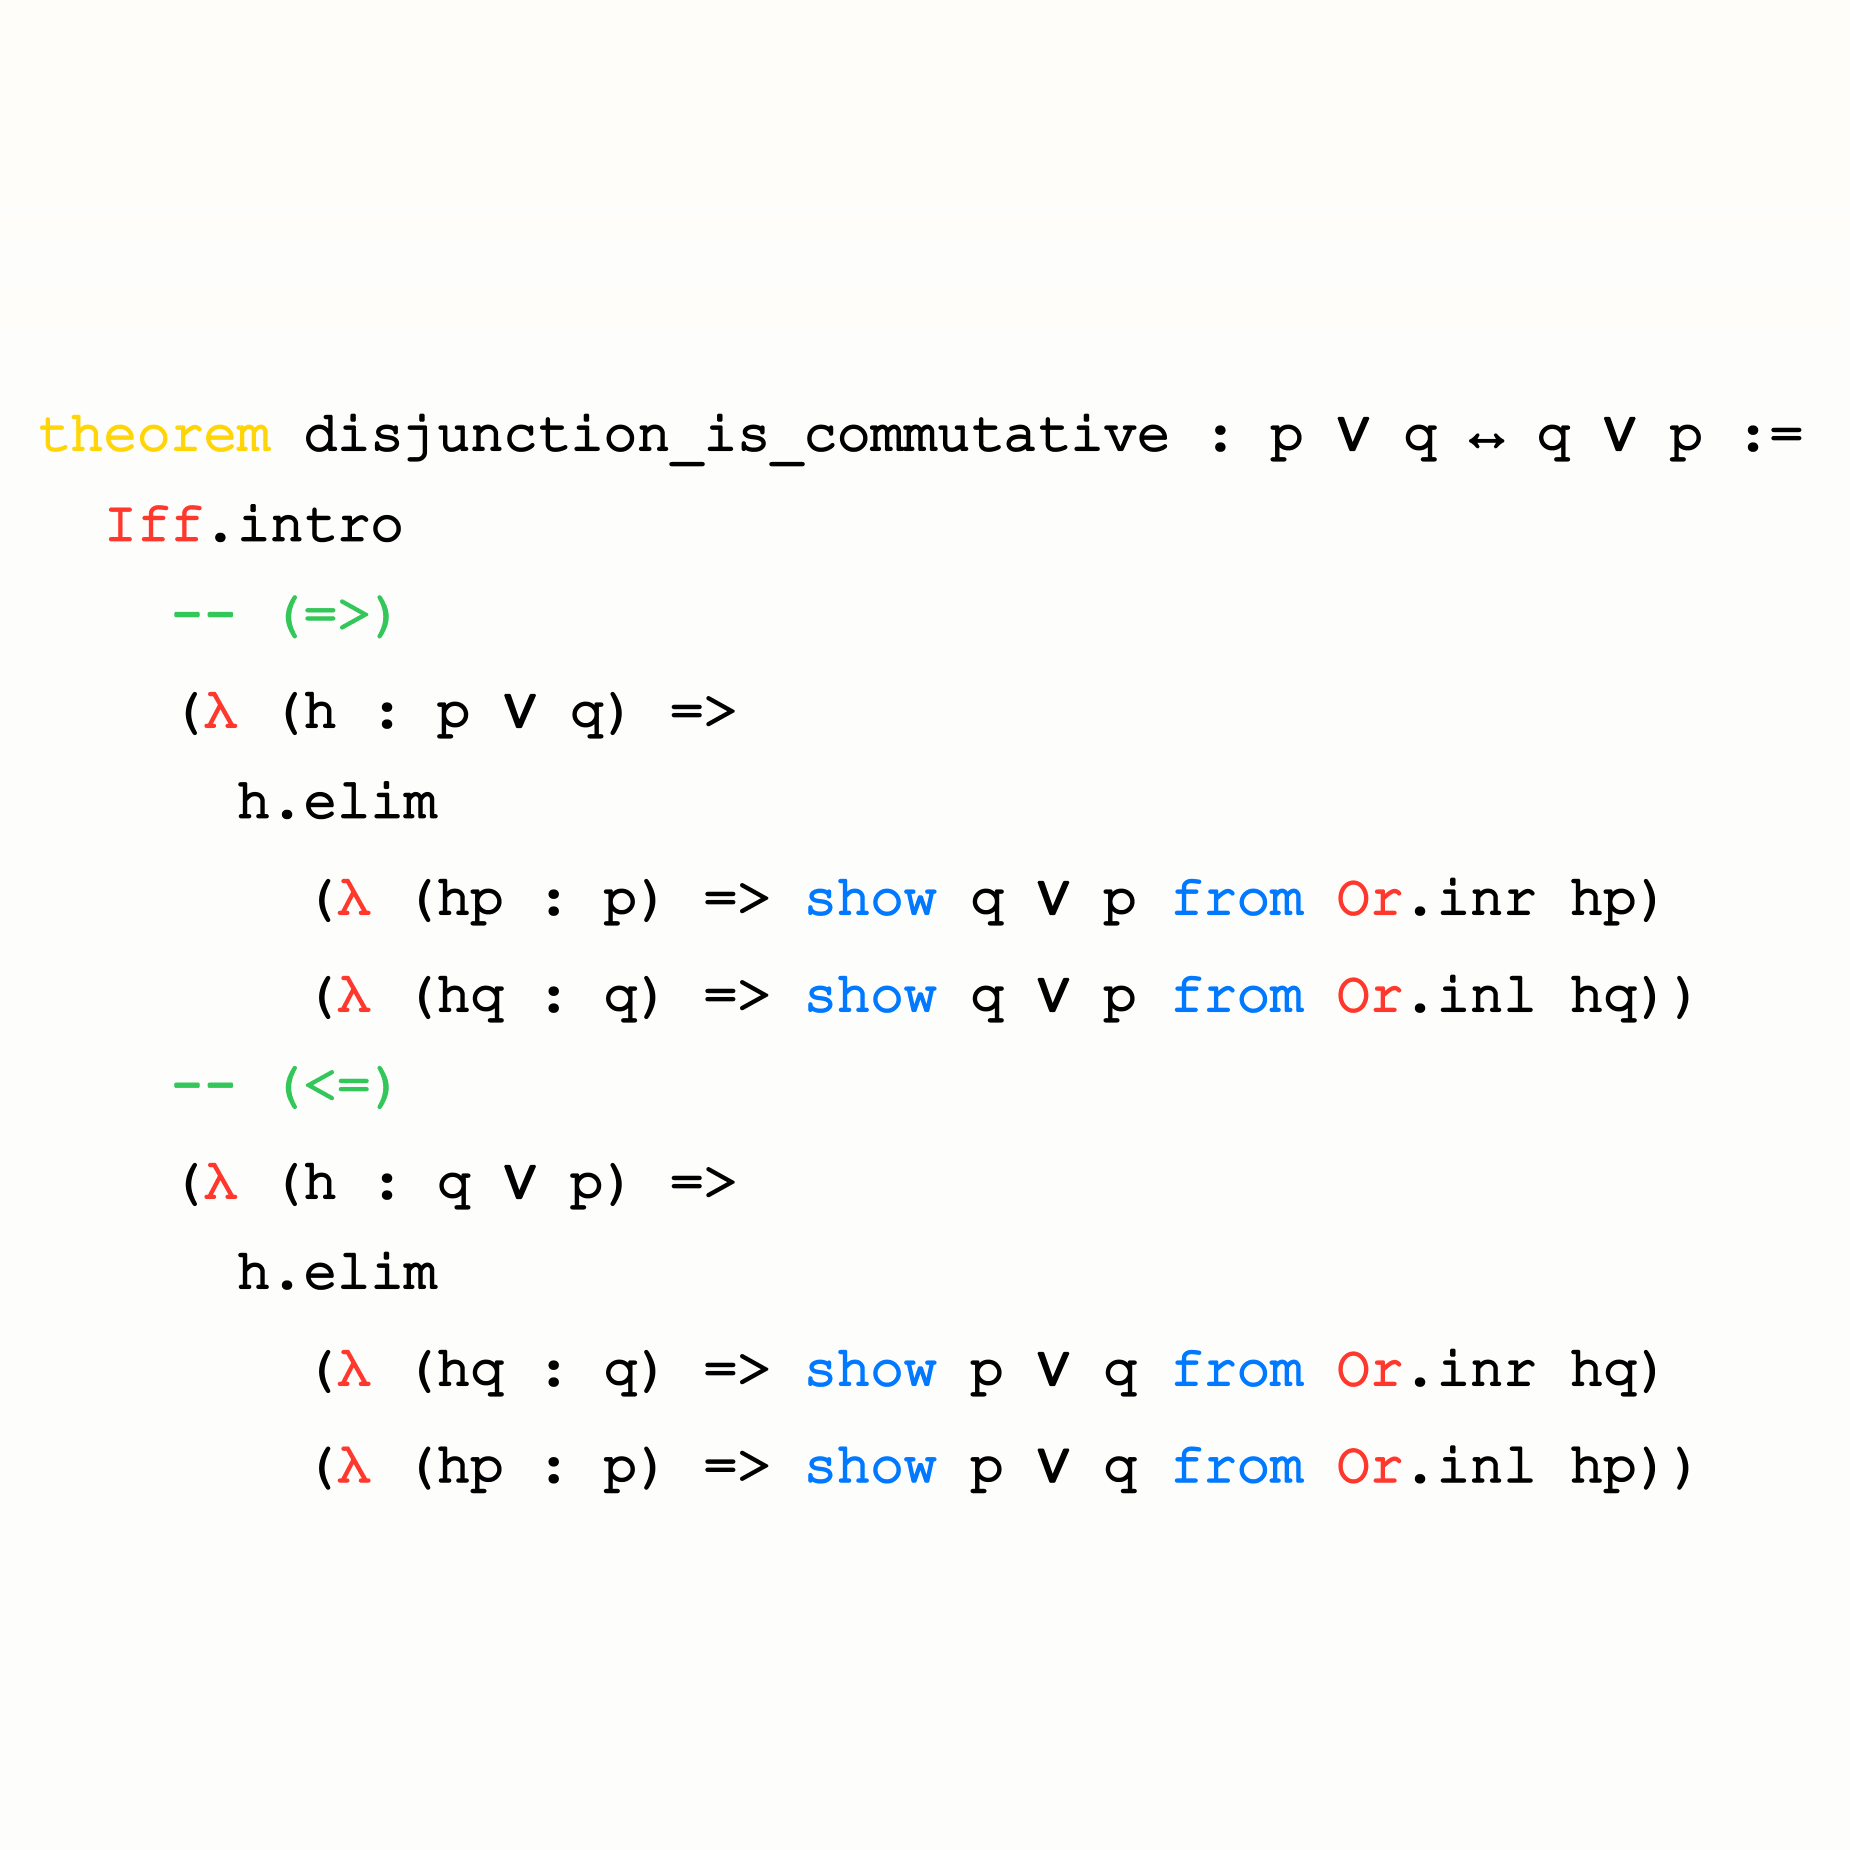 theorem disjunction_is_commutative : p ∨ q ↔ q ∨ p :=
  Iff.intro
    -- (=>)
    (λ (h : p ∨ q) =>
      h.elim
        (λ (hp : p) => show q ∨ p from Or.inr hp)
        (λ (hq : q) => show q ∨ p from Or.inl hq))
    -- (<=)
    (λ (h : q ∨ p) =>
      h.elim
        (λ (hq : q) => show p ∨ q from Or.inr hq)
        (λ (hp : p) => show p ∨ q from Or.inl hp))